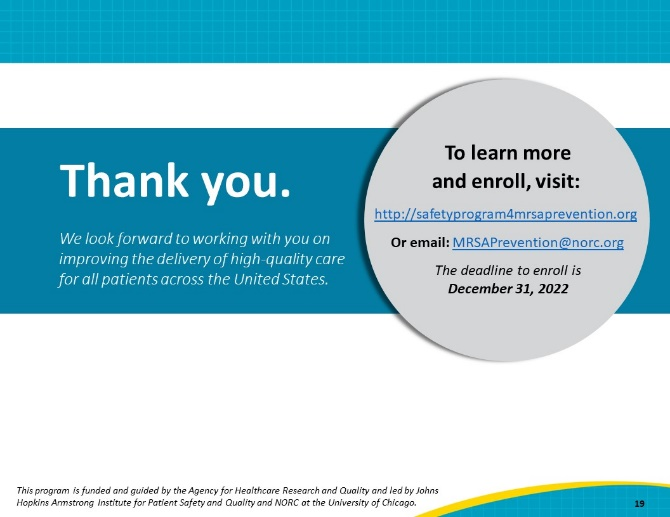 Thank you.
We look forward to working with you on
improving the delivery of high-quality care
for all patients across the United States.
To learn more
and enroll, visit:
http://safetyprogram4mrsaprevention.org
Or email: MRSAPrevention@norc.org
The deadline to enroll is
December 31, 2022
This program is funded and guided by the Agency for Healthcare Research and Quality and led by Johns
Hopkins Armstrong Institute for Patient Safety and Quality and NORC at the University of Chicago.
19